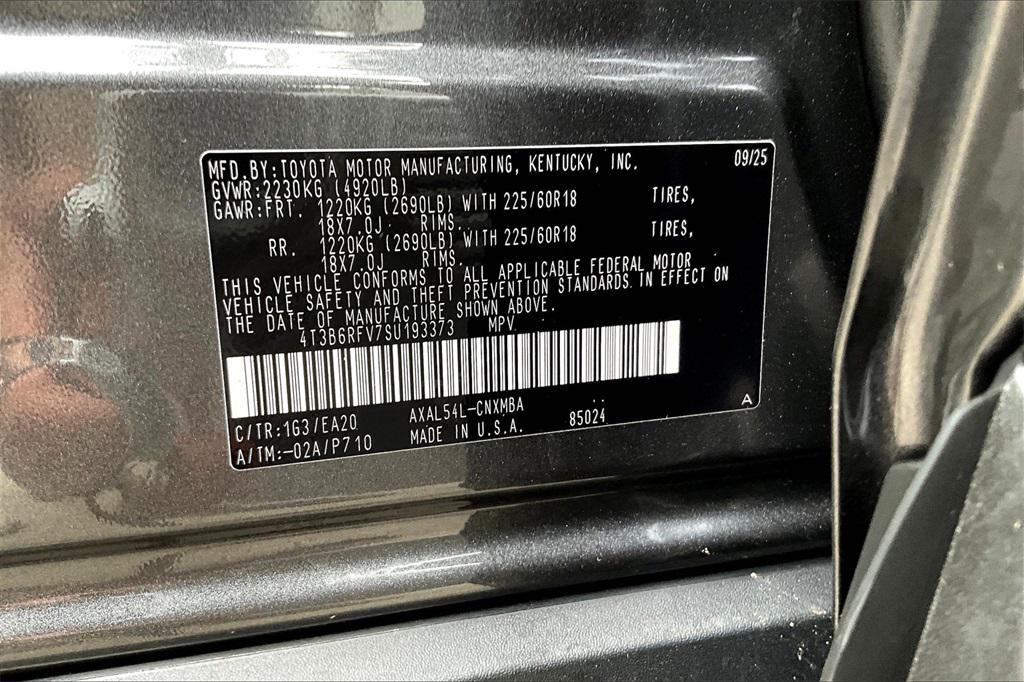 MFD.BY:TOYOTA MOTOR MANUFACTURING, KENTUCKY, INC. 09/25
GVWR:2230KG (4920LB)
GAWR:FRT. 1220KG (2690LB) WITH 225/60R18 TIRES,
18X7.0J RIMS.
RR. 1220KG (2690LB) WITH 225/60R18 TIRES,
18X7.0J RIMS.
THIS VEHICLE CONFORMS TO ALL APPLICABLE FEDERAL MOTOR
VEHICLE SAFETY AND THEFT PREVENTION STANDARDS IN EFFECT ON
THE DATE OF MANUFACTURE SHOWN ABOVE.
4T3B6RFV7SU193373 MPV
C/TR:1G3/EA20 AXAL54L-CNXMBA 85024 A
A/TM:-02A/P710 MADE IN U.S.A.